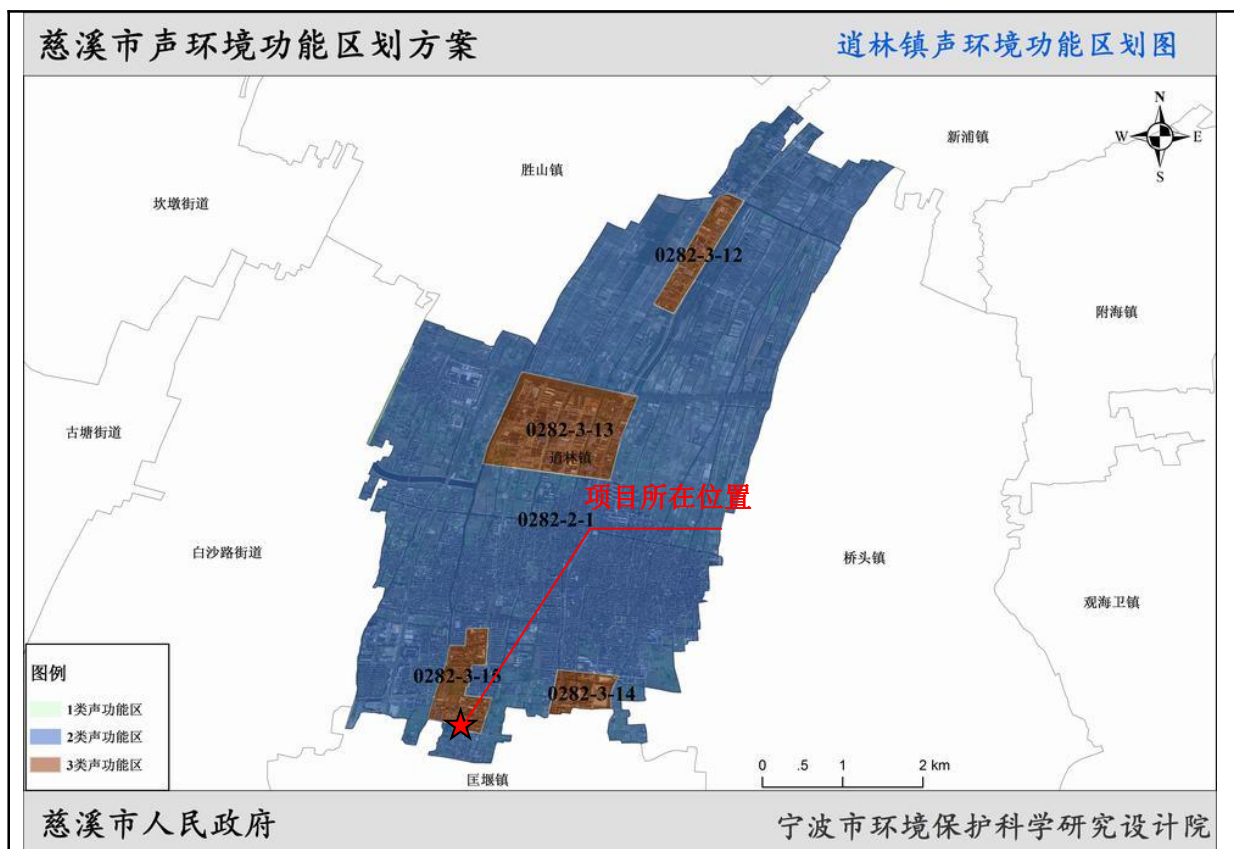 慈溪市声环境功能区划方案
逍林镇声环境功能区划图
N
W
E
S
新浦镇
胜山镇
坎墩街道
0282-3-12
附海镇
古塘街道
0282-3-13
逍林镇
项目所在位置
0282-2-1
白沙路街道
桥头镇
观海卫镇
0282-3-15
0282-3-14
图例
1类声功能区
2类声功能区
3类声功能区
0 .5 1 2 km
匡堰镇
慈溪市人民政府
宁波市环境保护科学研究设计院